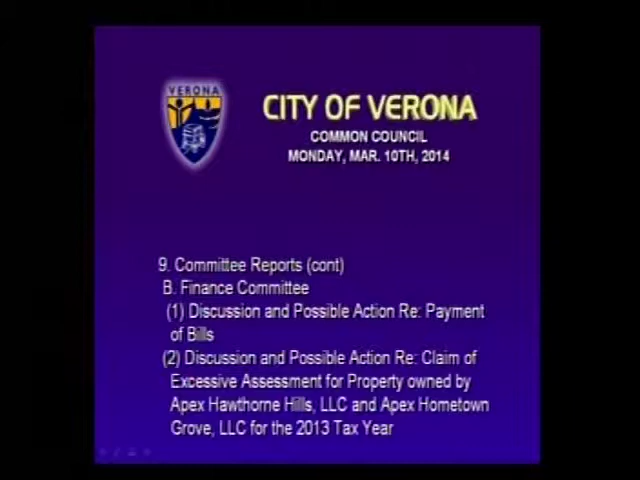 VERONA
CITY OF VERONA
COMMON COUNCIL
MONDAY, MAR. 10TH, 2014
9. Committee Reports (cont)
B. Finance Committee
(1) Discussion and Possible Action Re: Payment
of Bills
(2) Discussion and Possible Action Re: Claim of
Excessive Assessment for Property owned by
Apex Hawthorne Hills, LLC and Apex Hometown
Grove, LLC for the 2013 Tax Year